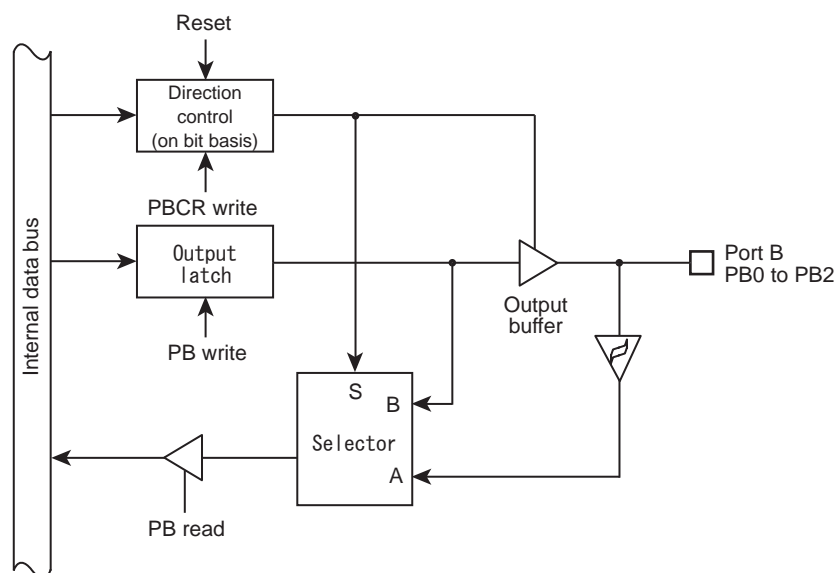 Reset
Direction
control
(on bit basis)
PBCR write
Internal data bus
Output
latch
PB write
Output
buffer
Port B
PB0 to PB2
S
B
Selector
A
PB read